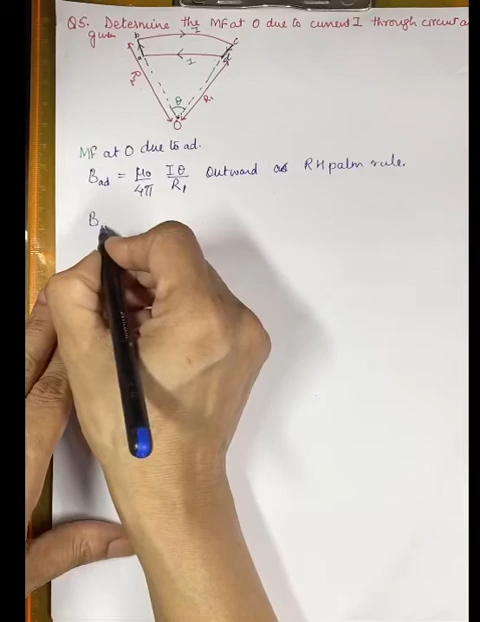 Q5. Determine the MF at O due to current I through circuit a
given
b I c
a I d
R2 θ R1
O
MF at O due to ad.
B_ad = μ0/4π Iθ/R1 Outward as RH palm rule.
B